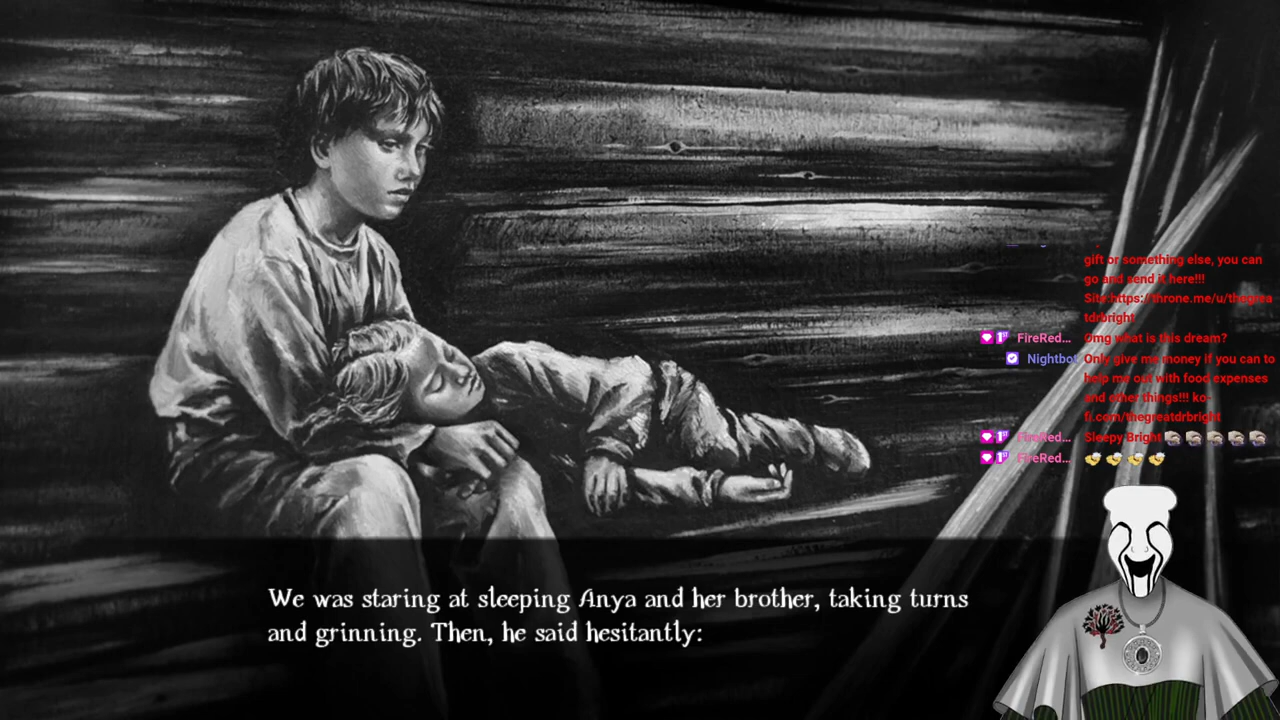 gift or something else, you can
go and send it here!!!
Site:https://throne.me/u/thegrea
tdrbright
FireRed... Omg what is this dream?
Nightbot Only give me money if you can to
help me out with food expenses
and other things!!! ko-
fi.com/thegreatdrbright
FireRed... Sleepy Bright
FireRed...
We was staring at sleeping Anya and her brother, taking turns
and grinning. Then, he said hesitantly: